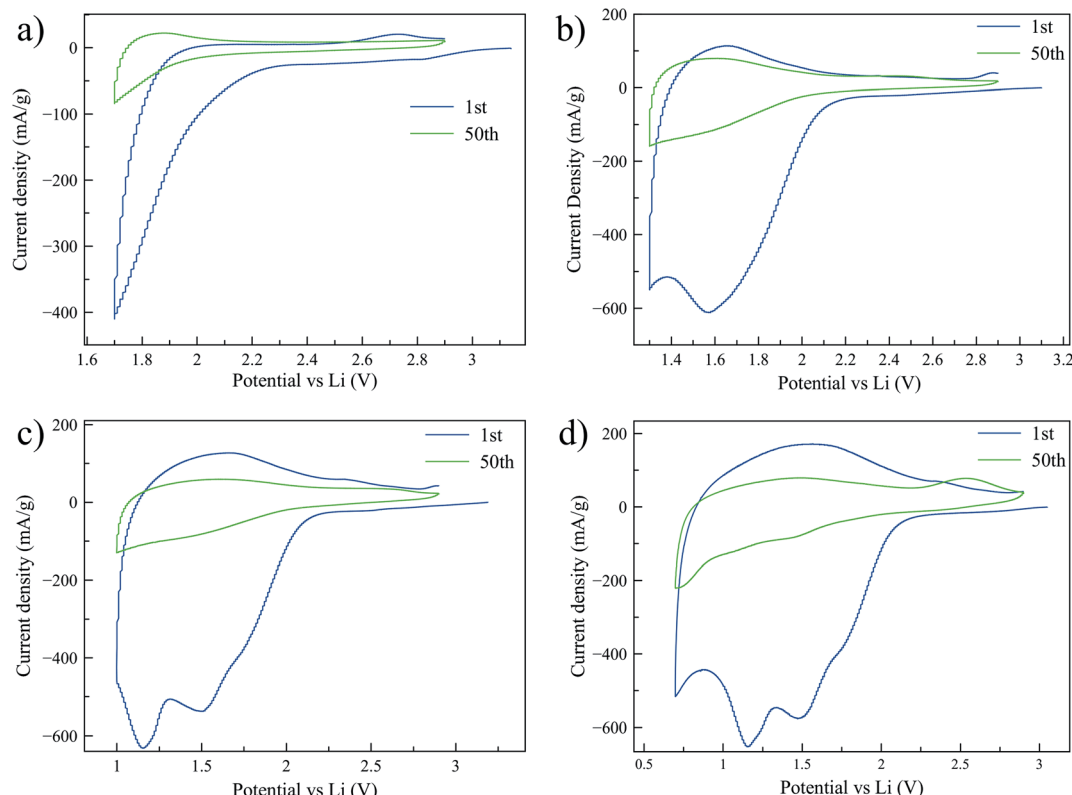 a)
1st
50th
0
−100
−200
−300
−400
Current density (mA/g)
1.6 1.8 2 2.2 2.4 2.6 2.8 3
Potential vs Li (V)
b)
1st
50th
200
0
−200
−400
−600
Current Density (mA/g)
1.4 1.6 1.8 2 2.2 2.4 2.6 2.8 3 3.2
Potential vs Li (V)
c)
1st
50th
200
0
−200
−400
−600
Current density (mA/g)
1 1.5 2 2.5 3
Potential vs Li (V)
d)
1st
50th
200
0
−200
−400
−600
Current density (mA/g)
0.5 1 1.5 2 2.5 3
Potential vs Li (V)